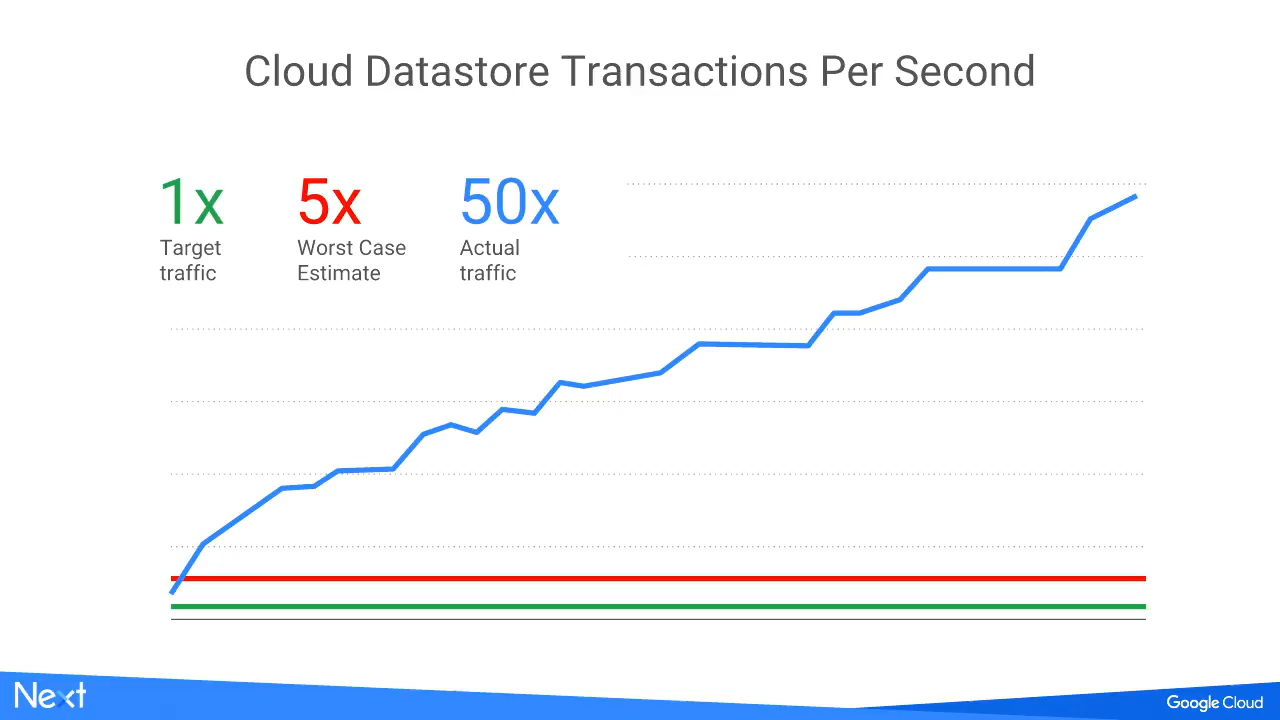 Cloud Datastore Transactions Per Second
1x
Target
traffic
5x
Worst Case
Estimate
50x
Actual
traffic
Next
Google Cloud